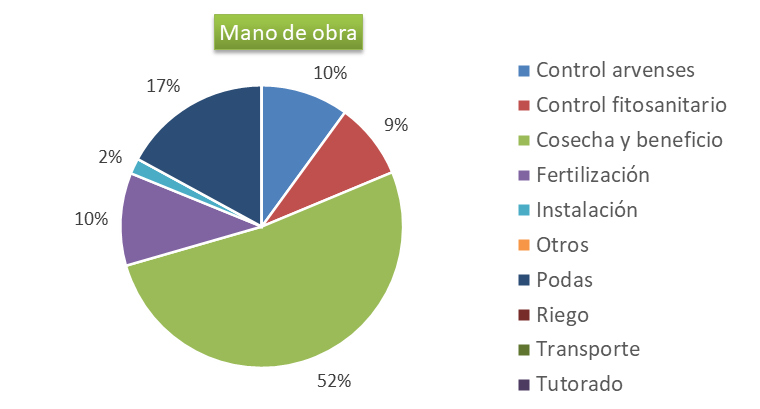 Mano de obra
10%
9%
52%
10%
2%
17%
Control arvenses
Control fitosanitario
Cosecha y beneficio
Fertilización
Instalación
Otros
Podas
Riego
Transporte
Tutorado